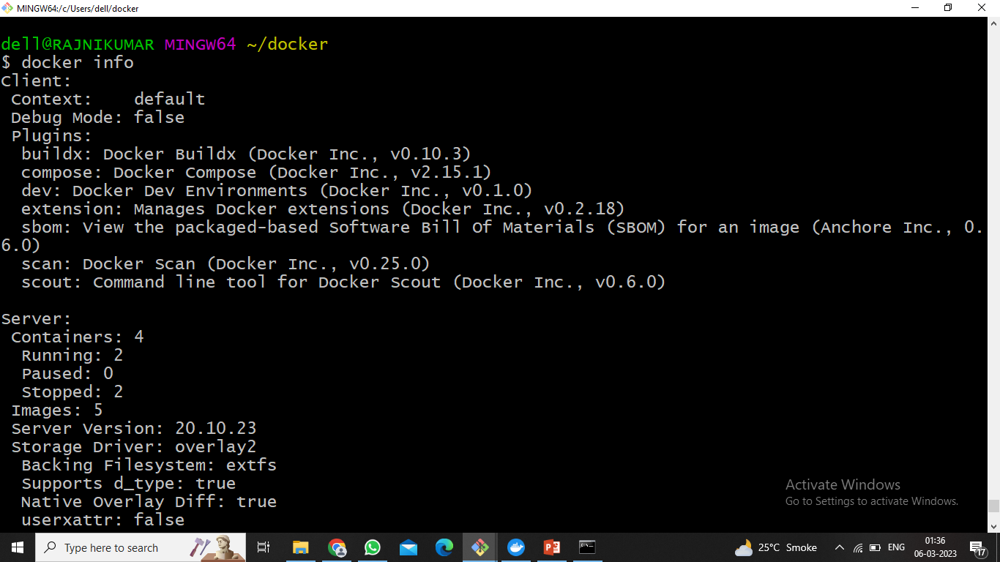 MINGW64:/c/Users/dell/docker
dell@RAJNIKUMAR MINGW64 ~/docker
$ docker info
Client:
 Context:    default
 Debug Mode: false
 Plugins:
  buildx: Docker Buildx (Docker Inc., v0.10.3)
  compose: Docker Compose (Docker Inc., v2.15.1)
  dev: Docker Dev Environments (Docker Inc., v0.1.0)
  extension: Manages Docker extensions (Docker Inc., v0.2.18)
  sbom: View the packaged-based Software Bill Of Materials (SBOM) for an image (Anchore Inc., 0.
6.0)
  scan: Docker Scan (Docker Inc., v0.25.0)
  scout: Command line tool for Docker Scout (Docker Inc., v0.6.0)
Server:
 Containers: 4
  Running: 2
  Paused: 0
  Stopped: 2
 Images: 5
 Server Version: 20.10.23
 Storage Driver: overlay2
  Backing Filesystem: extfs
  Supports d_type: true
  Native Overlay Diff: true
  userxattr: false
Activate Windows
Go to Settings to activate Windows.
Type here to search
25°C Smoke
ENG
01:36
06-03-2023
17